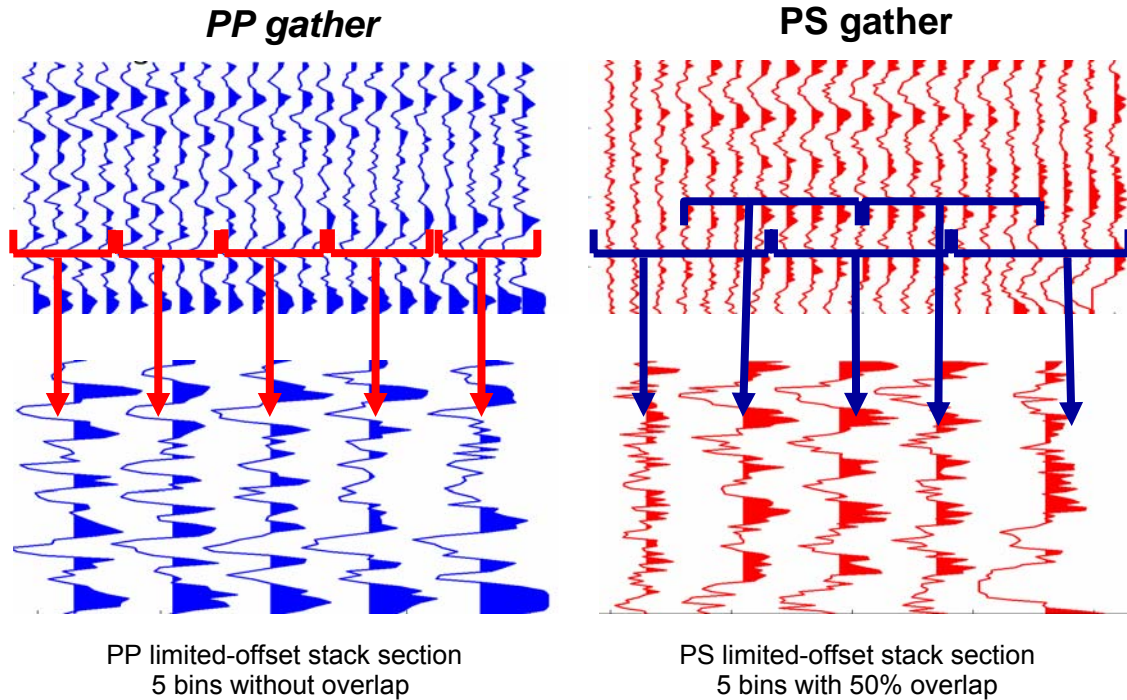 PP gather
PS gather
PP limited-offset stack section
5 bins without overlap
PS limited-offset stack section
5 bins with 50% overlap